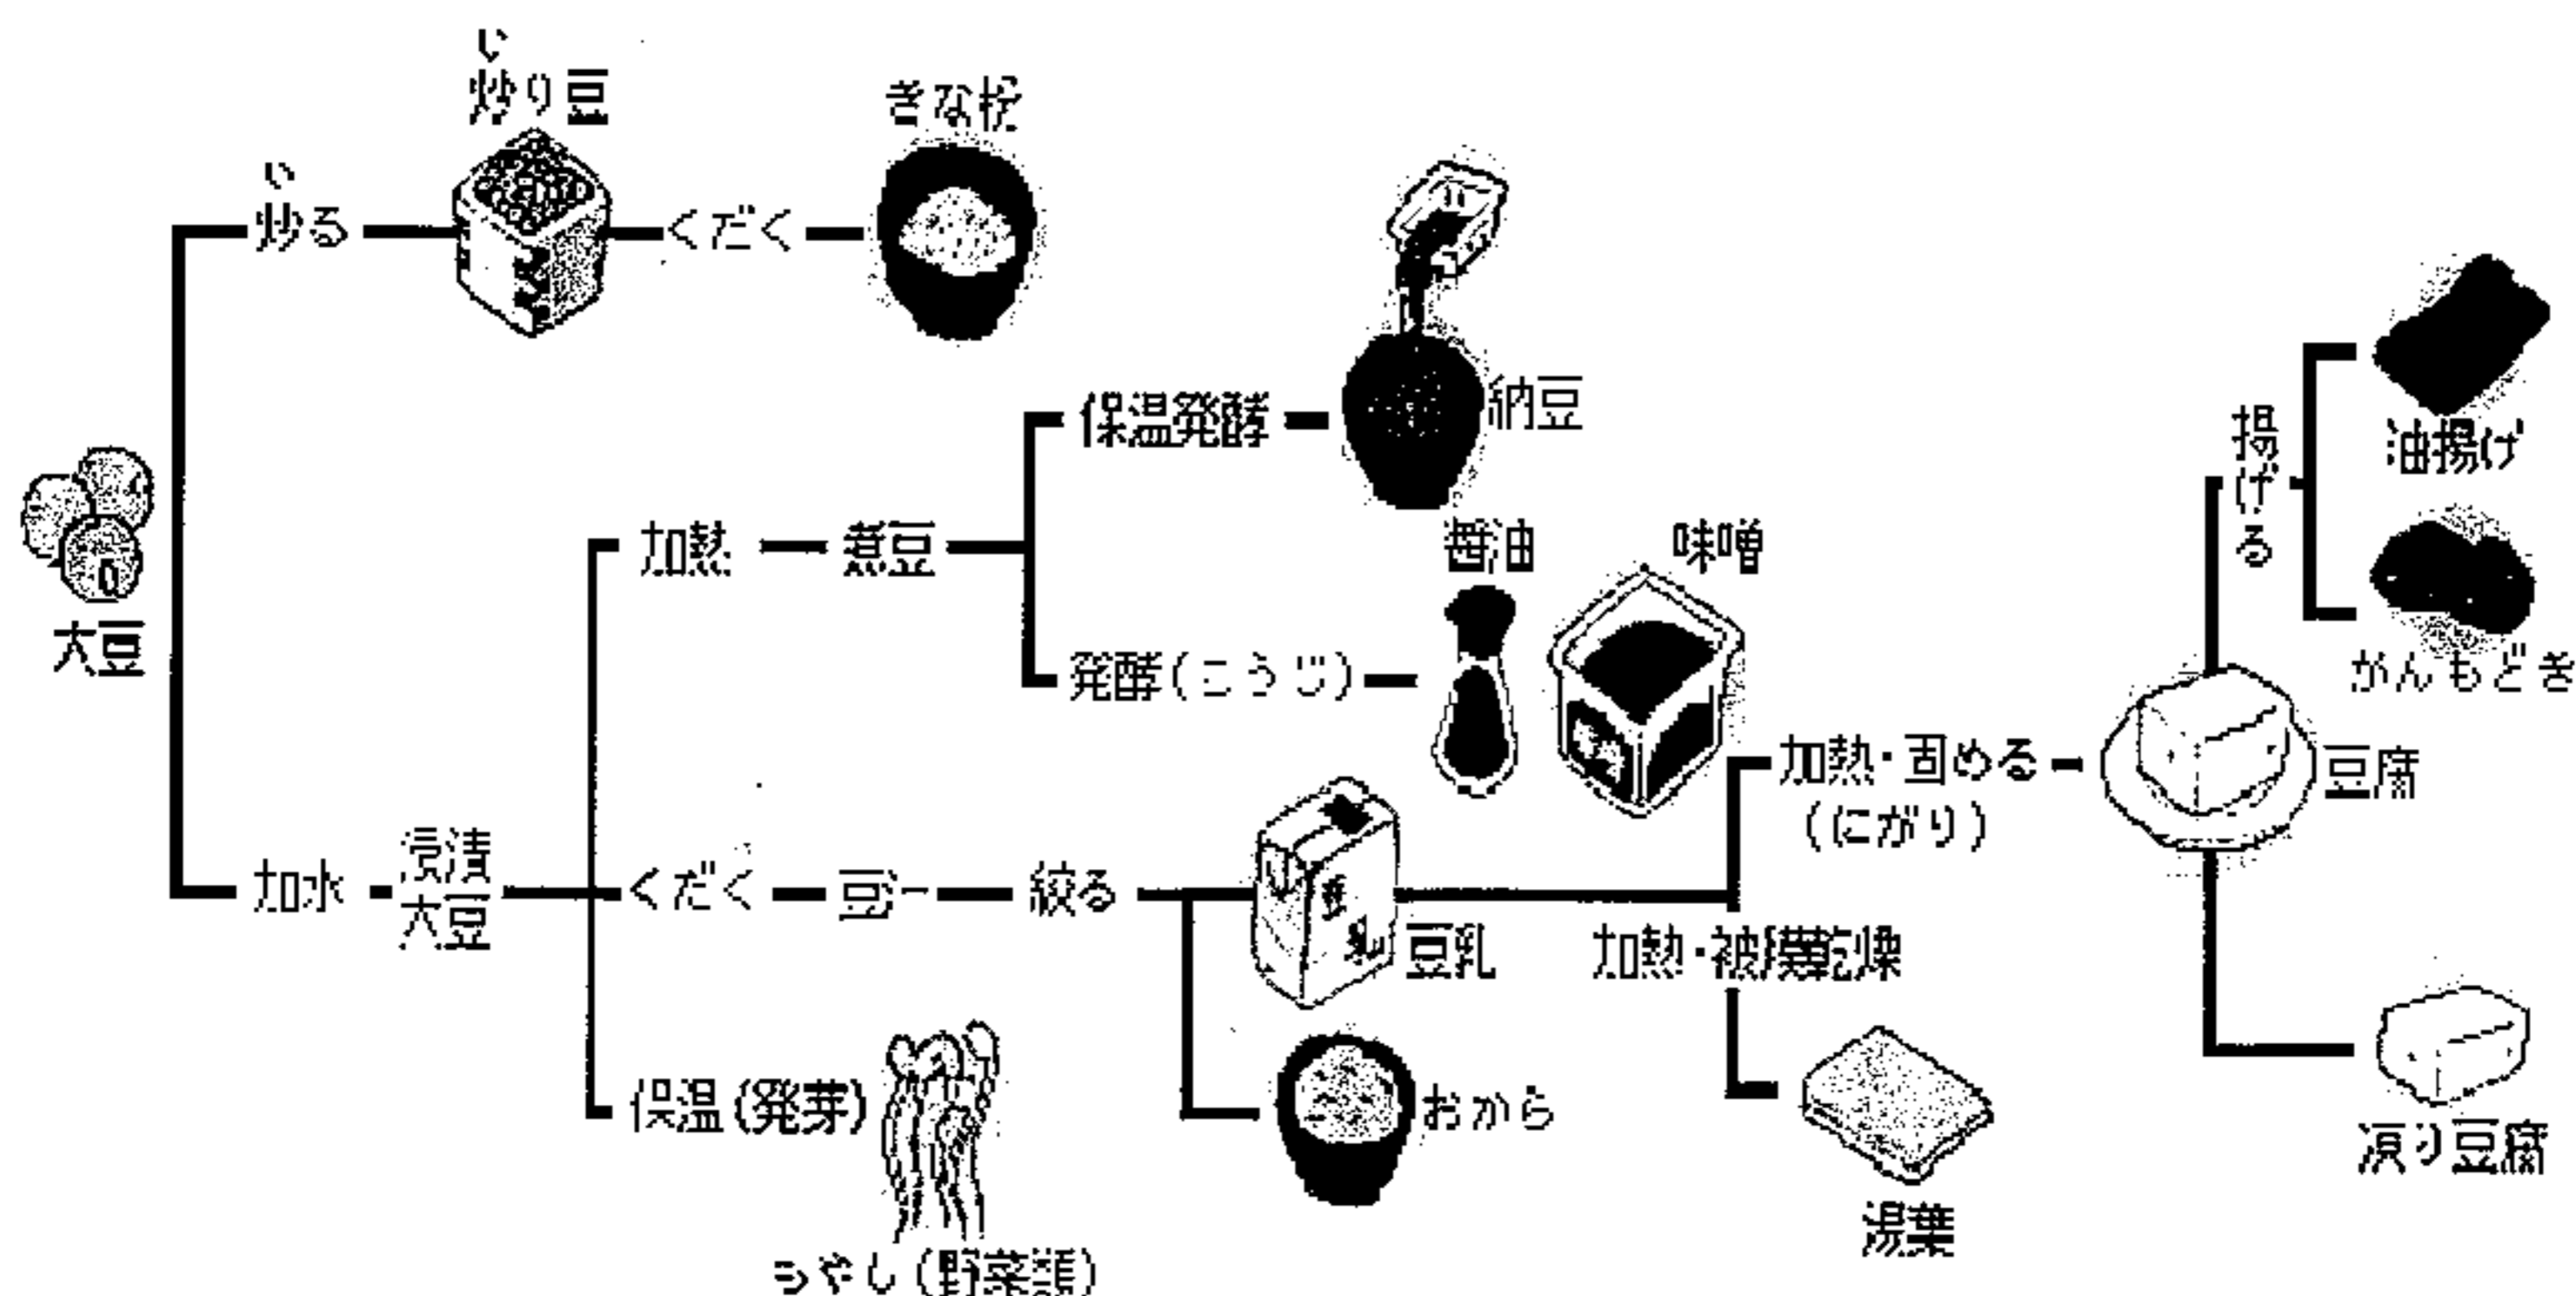 い
炒り豆
きな粉
い
炒る
くだく
保温発酵
納豆
揚げる
油揚げ
がんもどき
大豆
加熱
煮豆
醤油
味噌
発酵(こうじ)
加熱・固める
(にがり)
豆腐
加水
浸漬
大豆
くだく
絞る
豆乳
加熱・被膜乾燥
保温(発芽)
おから
もやし(野菜類)
湯葉
凍り豆腐